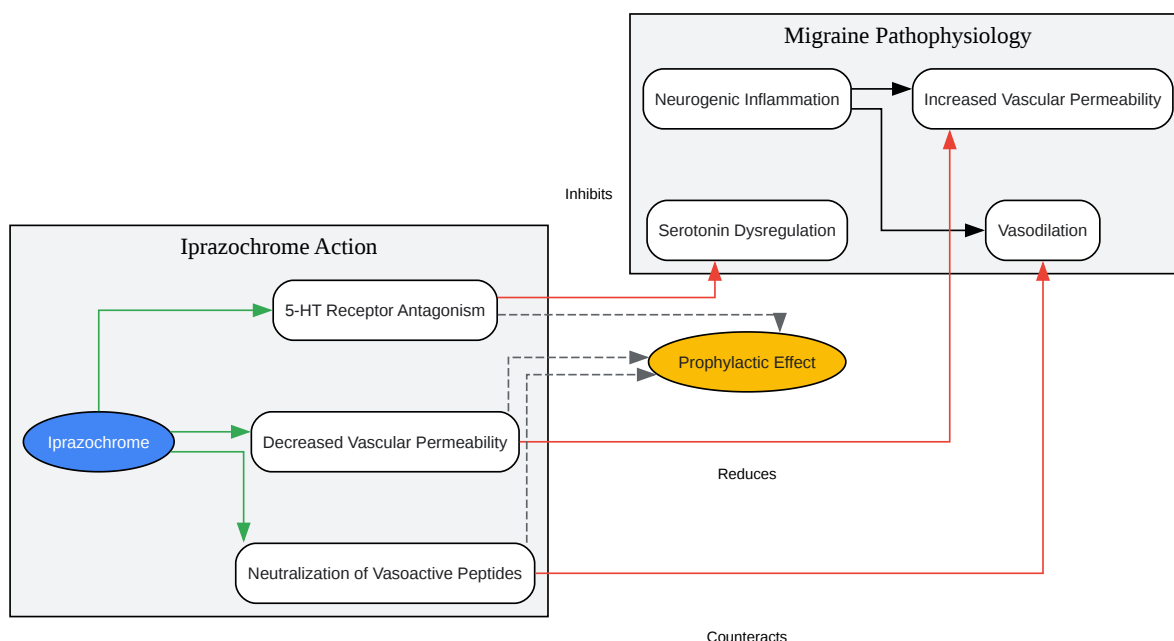 Migraine Pathophysiology
Neurogenic Inflammation
Increased Vascular Permeability
Inhibits
Serotonin Dysregulation
Vasodilation
Iprazochrome Action
5-HT Receptor Antagonism
Prophylactic Effect
Iprazochrome
Decreased Vascular Permeability
Reduces
Neutralization of Vasoactive Peptides
Counteracts